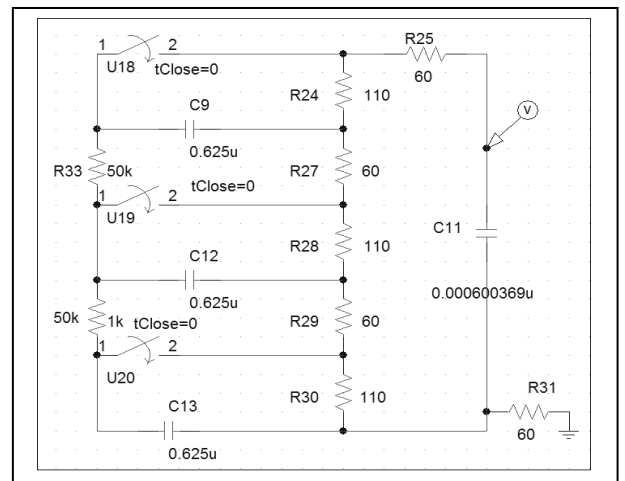 R25
1 2
U18 tClose=0
60
R24 110
C9
V
0.625u
R33 50k
R27 60
tClose=0
1 2
U19
C11
R28 110
C12
0.625u
0.000600369u
50k 1k tClose=0
R29 60
1 2
U20
R31
R30 110
C13
60
0.625u